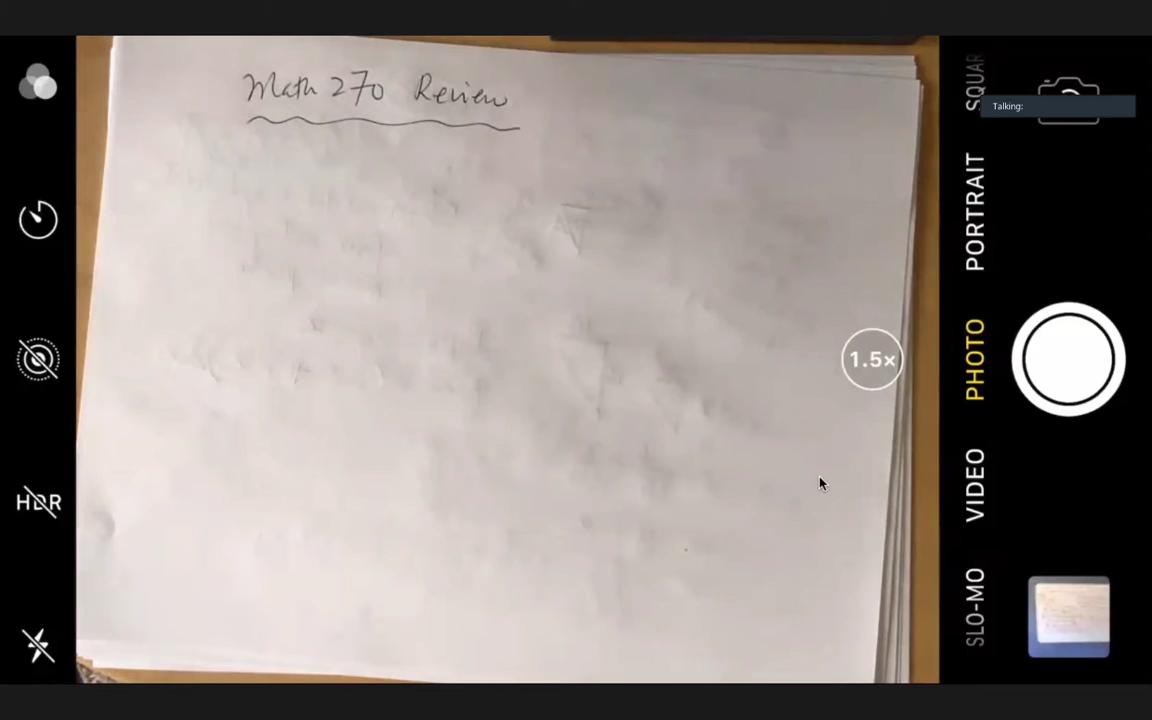 Math 270 Review
SQUAR
Talking:
PORTRAIT
1.5×
PHOTO
VIDEO
HDR
SLO-MO